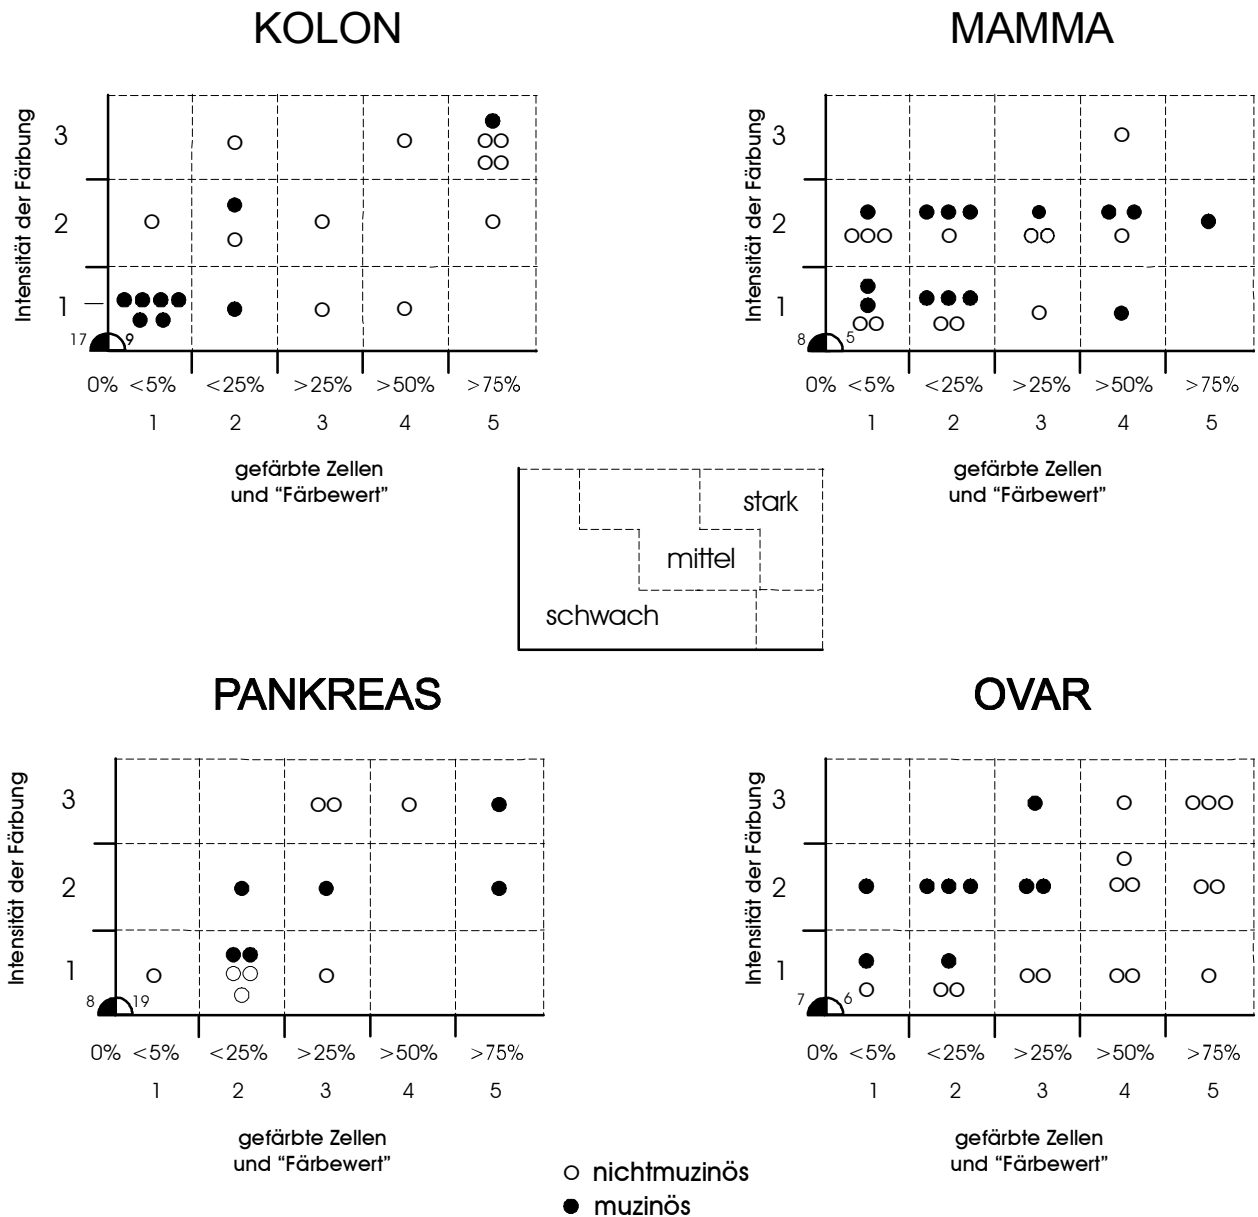 KOLON
Intensität der Färbung
3
2
1
17 9
0% <5% <25% >25% >50% >75%
1 2 3 4 5
gefärbte Zellen
und “Färbewert”
MAMMA
Intensität der Färbung
3
2
1
8 5
0% <5% <25% >25% >50% >75%
1 2 3 4 5
gefärbte Zellen
und “Färbewert”
stark
mittel
schwach
PANKREAS
Intensität der Färbung
3
2
1
8 19
0% <5% <25% >25% >50% >75%
1 2 3 4 5
gefärbte Zellen
und “Färbewert”
OVAR
Intensität der Färbung
3
2
1
7 6
0% <5% <25% >25% >50% >75%
1 2 3 4 5
gefärbte Zellen
und “Färbewert”
nichtmuzinös
muzinös